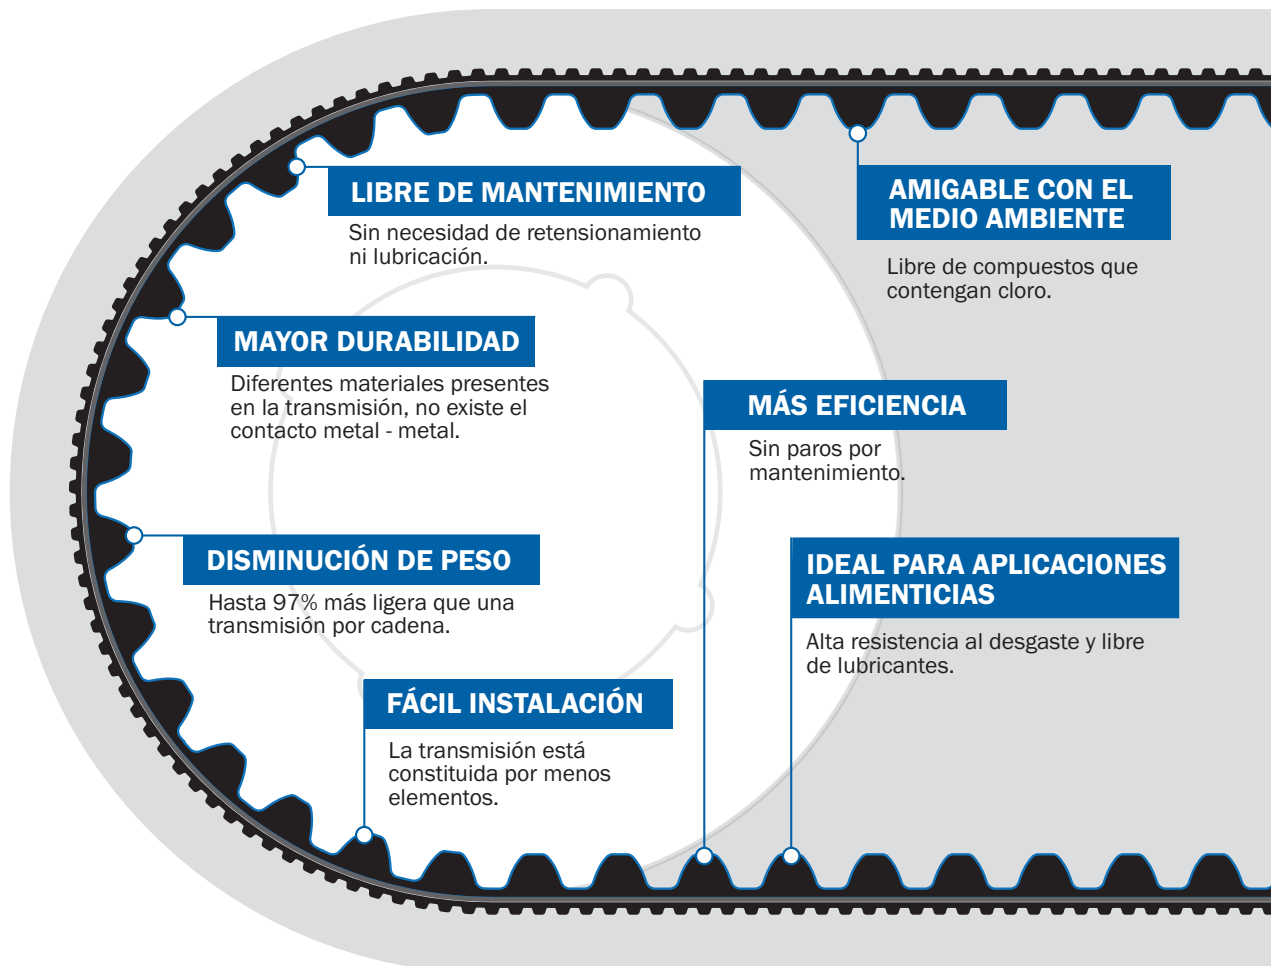 LIBRE DE MANTENIMIENTO
Sin necesidad de retensionamiento
ni lubricación.
AMIGABLE CON EL
MEDIO AMBIENTE
Libre de compuestos que
contengan cloro.
MAYOR DURABILIDAD
Diferentes materiales presentes
en la transmisión, no existe el
contacto metal - metal.
MÁS EFICIENCIA
Sin paros por
mantenimiento.
DISMINUCIÓN DE PESO
Hasta 97% más ligera que una
transmisión por cadena.
IDEAL PARA APLICACIONES
ALIMENTICIAS
Alta resistencia al desgaste y libre
de lubricantes.
FÁCIL INSTALACIÓN
La transmisión está
constituida por menos
elementos.